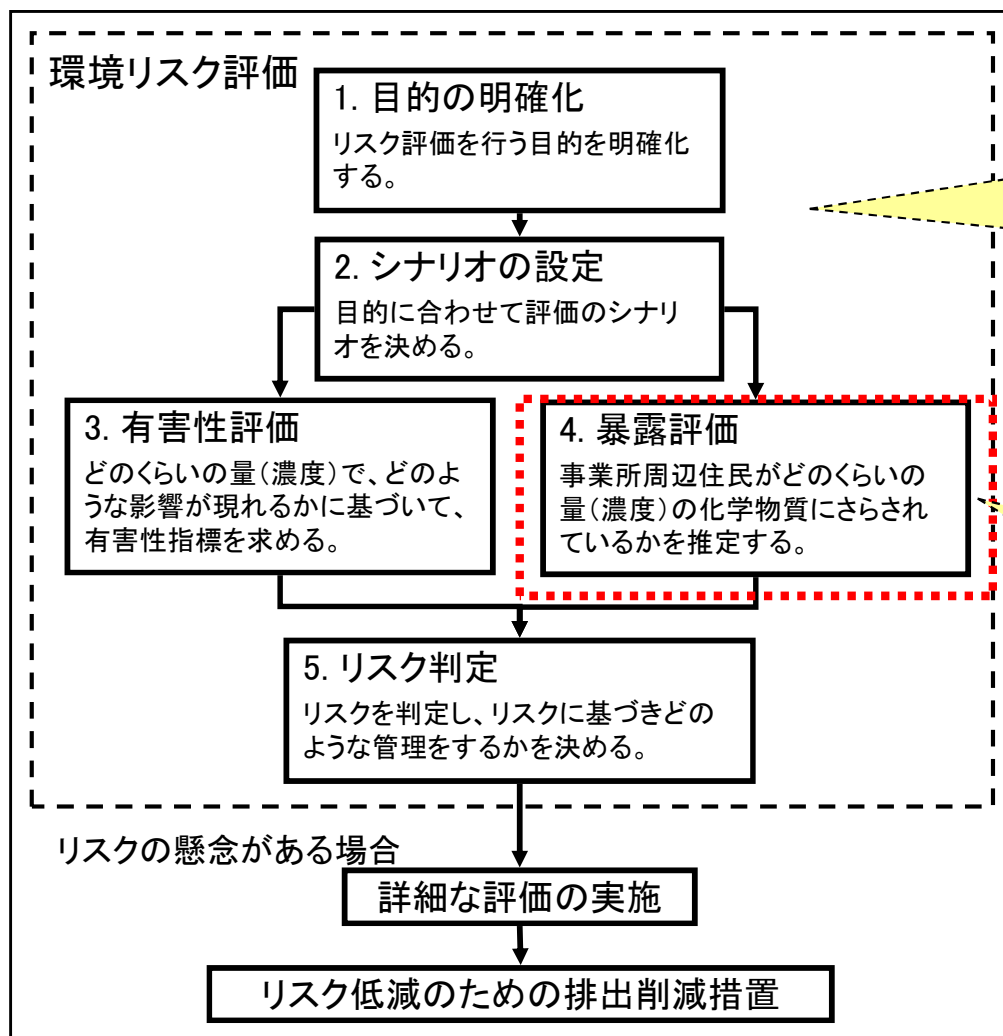 環境リスク評価
1. 目的の明確化
リスク評価を行う目的を明確化
する。
2. シナリオの設定
目的に合わせて評価のシナリ
オを決める。
3. 有害性評価
どのくらいの量(濃度)で、どのよ
うな影響が現れるかに基づいて、
有害性指標を求める。
4. 暴露評価
事業所周辺住民がどのくらいの
量(濃度)の化学物質にさらされ
ているかを推定する。
5. リスク判定
リスクを判定し、リスクに基づきどの
ような管理をするかを決める。
リスクの懸念がある場合
詳細な評価の実施
リスク低減のための排出削減措置